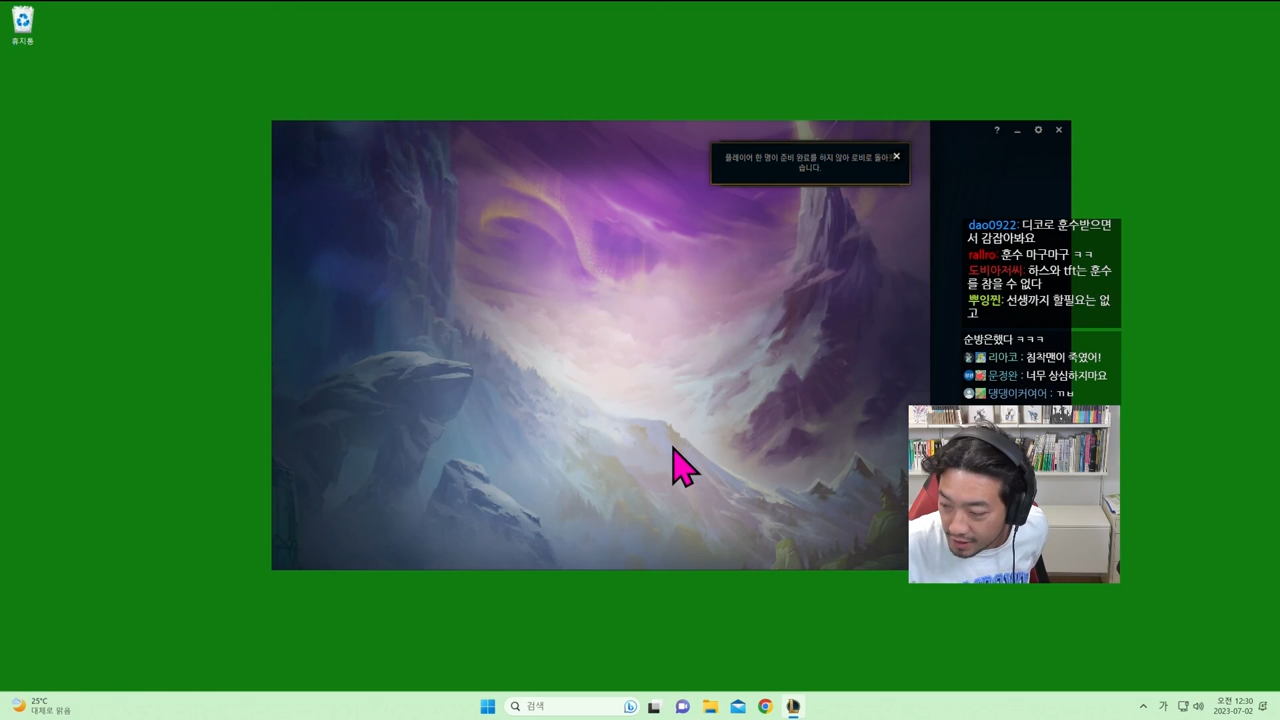 휴지통
플레이어 한 명이 준비 완료를 하지 않아 로비로 돌아
습니다.
dao0922: 디코로 훈수받으면
서 감잡아봐요
rallro: 훈수 마구마구 ㅋㅋ
도비아저씨: 하스와 tft는 훈수
를 참을 수 없다
뿌잉찐: 선생까지 할필요는 없
고
순방은했다 ㅋㅋㅋ
리아코 : 침착맨이 죽였어!
문정완 : 너무 상심하지마요
댕댕이커여어 : ㄲㅂ
25°C
대체로 맑음
검색
가
오전 12:30
2023-07-02